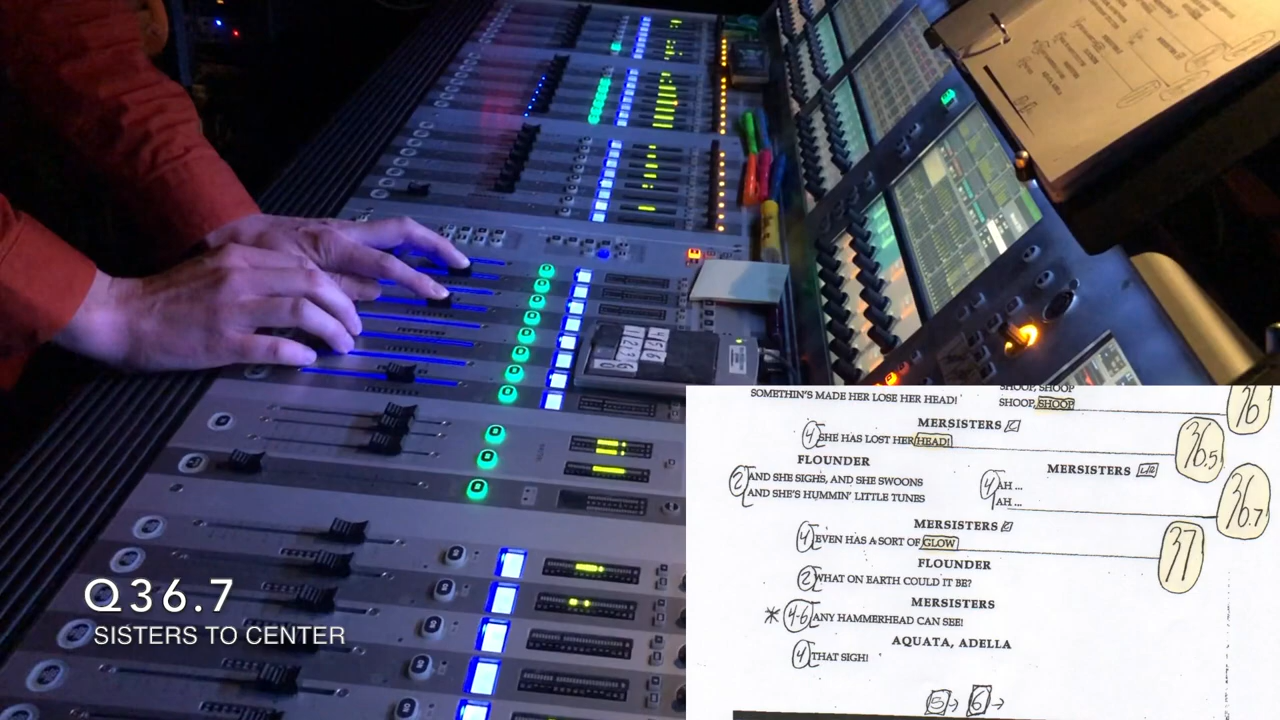 Q36.7
SISTERS TO CENTER
SOMETHIN'S MADE HER LOSE HER HEAD!
SHOOP, SHOOP
SHOOP, SHOOP
76
MERSISTERS C
4 SHE HAS LOST HER HEAD!
36.5
FLOUNDER
2 AND SHE SIGHS, AND SHE SWOONS
AND SHE'S HUMMIN' LITTLE TUNES
MERSISTERS L/R
4 AH ...
AH ...
36.7
MERSISTERS C
4 EVEN HAS A SORT OF GLOW
37
FLOUNDER
2 WHAT ON EARTH COULD IT BE?
MERSISTERS
* 4-6 ANY HAMMERHEAD CAN SEE!
AQUATA, ADELLA
4 THAT SIGH!
5 → 6 →